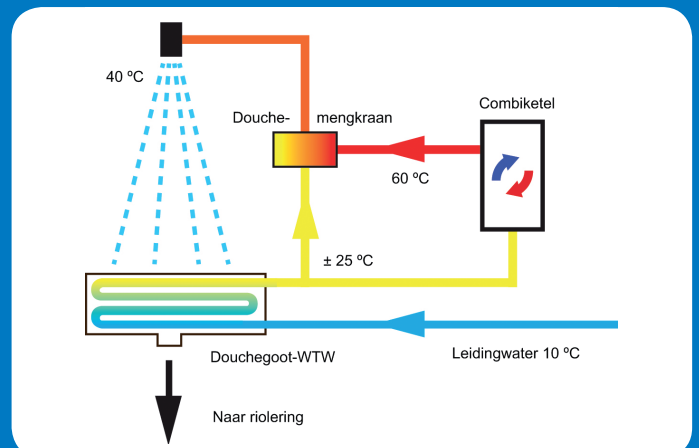 40 ºC
Douche- mengkraan
Combiketel
60 ºC
± 25 ºC
Douchegoot-WTW
Leidingwater 10 ºC
Naar riolering